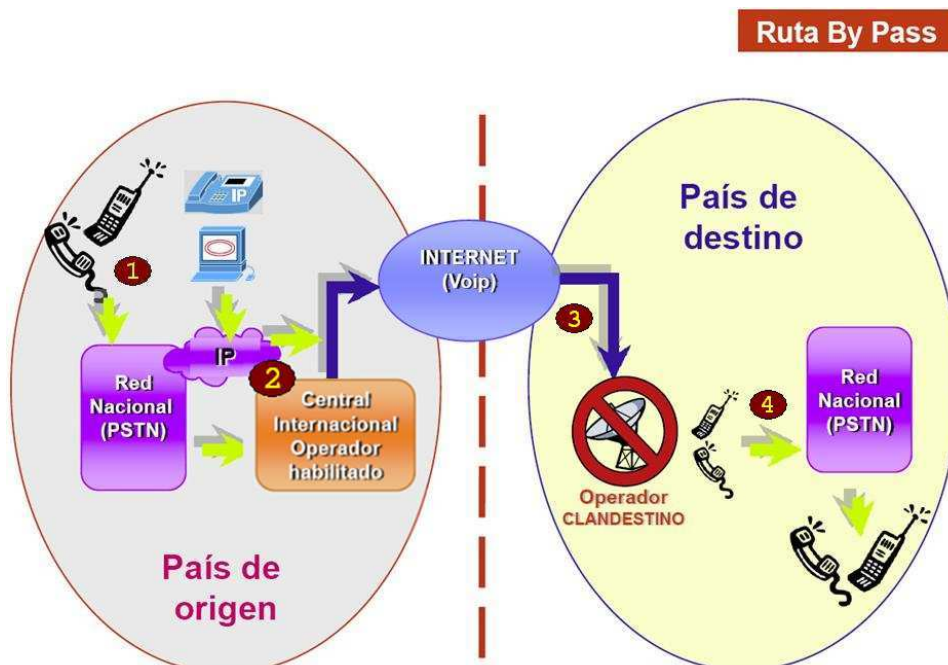 Ruta By Pass
IP
1
Red
Nacional
(PSTN)
IP
2
Central
Internacional
Operador
habilitado
País de
origen
INTERNET
(Voip)
País de
destino
3
Operador
CLANDESTINO
4
Red
Nacional
(PSTN)